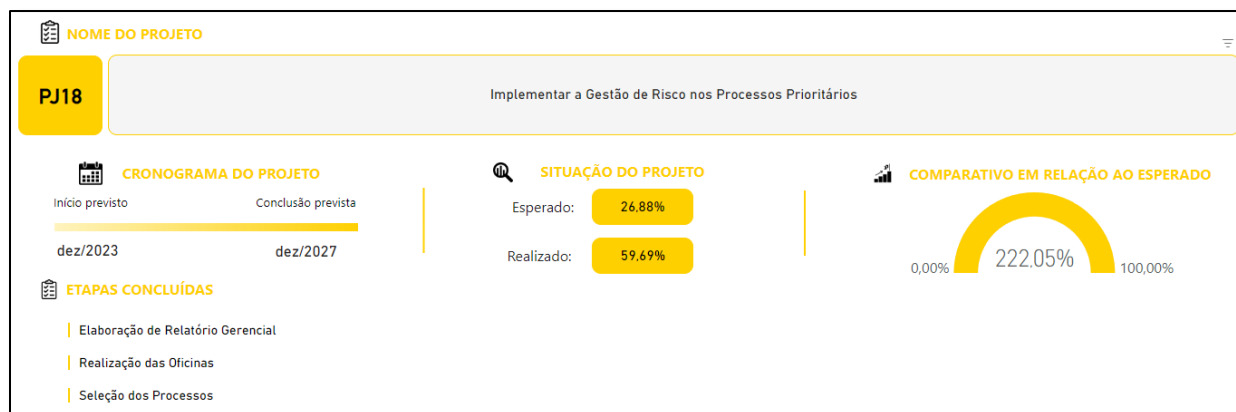 NOME DO PROJETO
PJ18
Implementar a Gestão de Risco nos Processos Prioritários
CRONOGRAMA DO PROJETO
Início previsto
Conclusão prevista
dez/2023
dez/2027
SITUAÇÃO DO PROJETO
Esperado:
26,88%
Realizado:
59,69%
COMPARATIVO EM RELAÇÃO AO ESPERADO
222,05%
0,00%
100,00%
ETAPAS CONCLUÍDAS
Elaboração de Relatório Gerencial
Realização das Oficinas
Seleção dos Processos